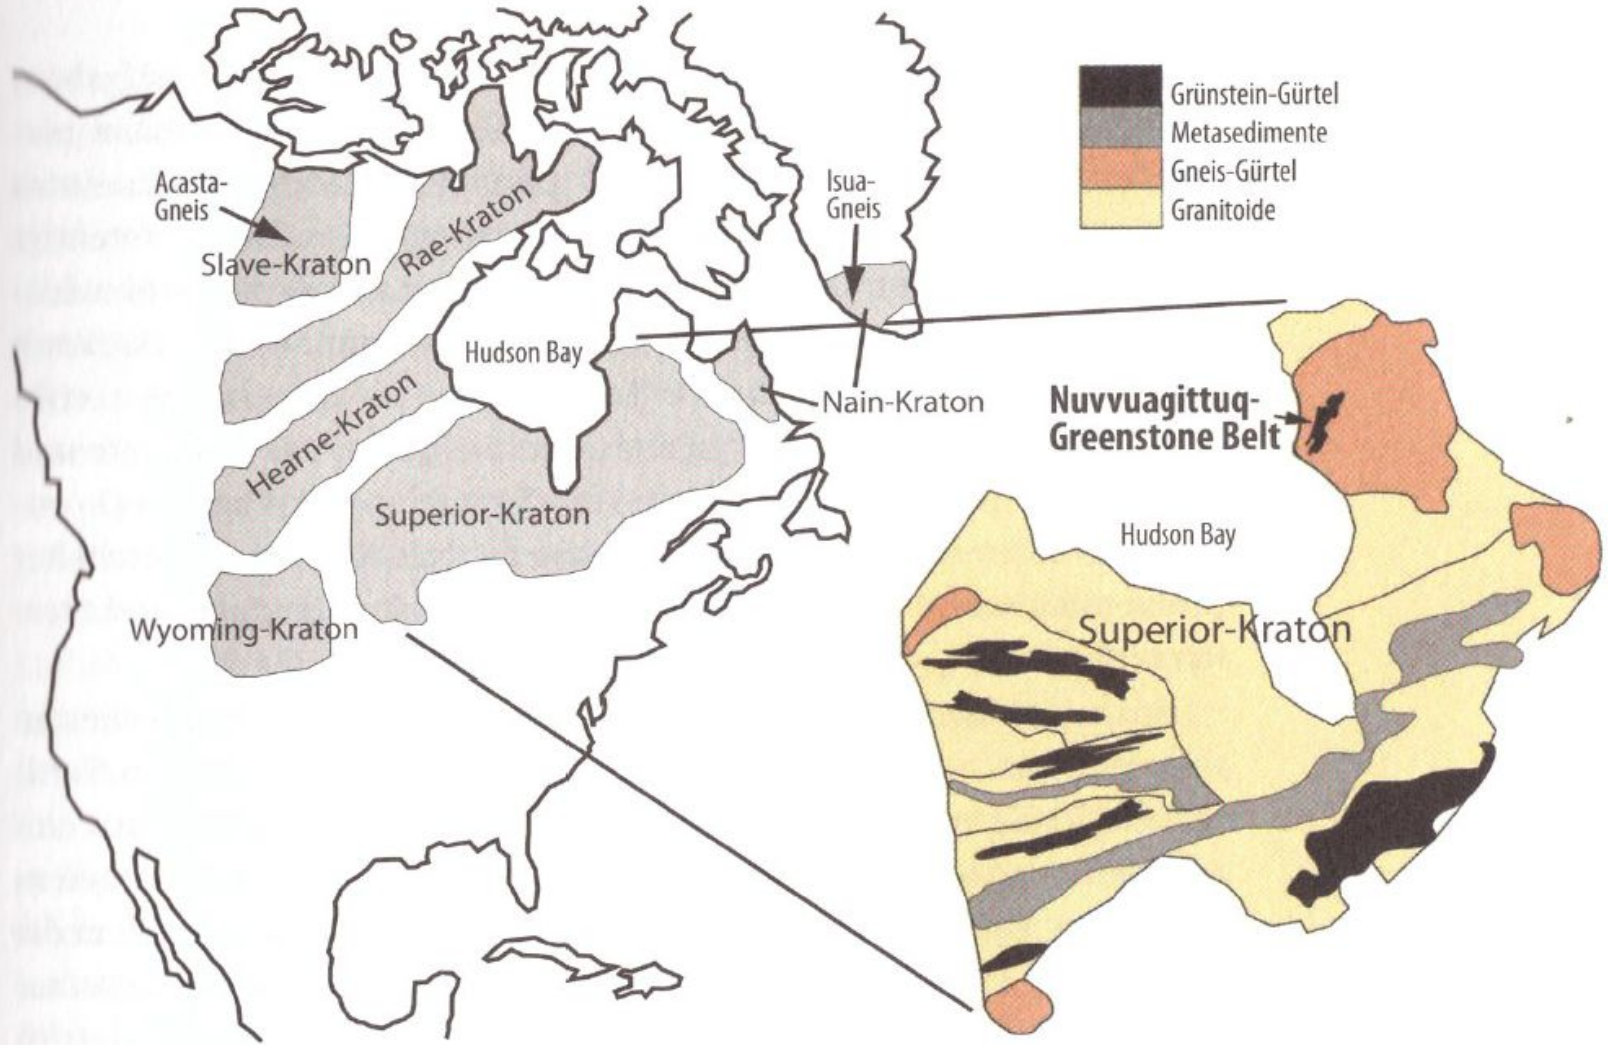 Grünstein-Gürtel
Metasedimente
Gneis-Gürtel
Granitoide
Acasta-
Gneis
Slave-Kraton
Rae-Kraton
Isua-
Gneis
Hudson Bay
Nain-Kraton
Hearne-Kraton
Superior-Kraton
Wyoming-Kraton
Nuvvuagittuq-
Greenstone Belt
Hudson Bay
Superior-Kraton